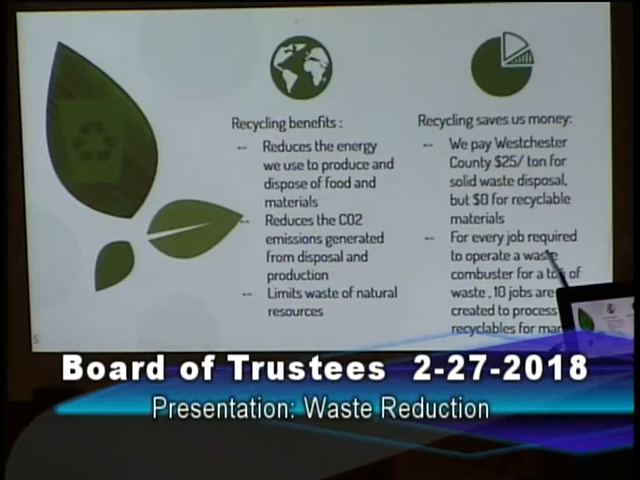 Recycling benefits :
-- Reduces the energy
we use to produce and
dispose of food and
materials
-- Reduces the CO2
emissions generated
from disposal and
production
-- Limits waste of natural
resources
Recycling saves us money:
-- We pay Westchester
County $25/ ton for
solid waste disposal,
but $0 for recyclable
materials
-- For every job required
to operate a waste
combuster for a of
waste , 10 jobs are
created to process
recyclables for
5
Board of Trustees 2-27-2018
Presentation: Waste Reduction